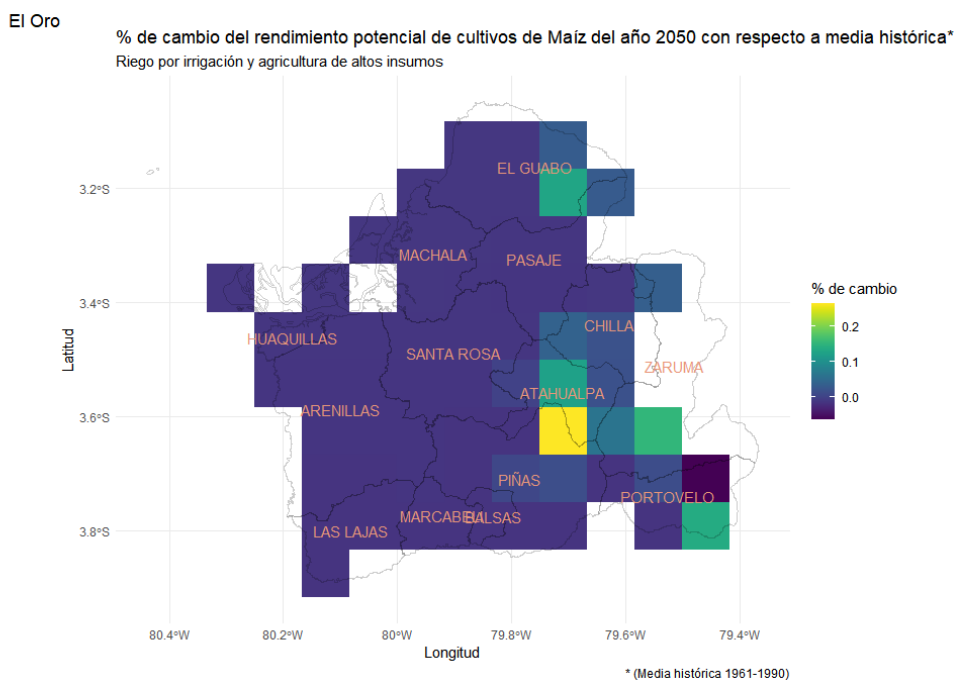 El Oro
% de cambio del rendimiento potencial de cultivos de Maíz del año 2050 con respecto a media histórica*
Riego por irrigación y agricultura de altos insumos
EL GUABO
3.2°S
MACHALA
PASAJE
% de cambio
3.4°S
0.2
CHILLA
HUAQUILLAS
Latitud
SANTA ROSA
0.1
ZARUMA
ATAHUALPA
0.0
ARENILLAS
3.6°S
PIÑAS
PORTOVELO
MARCABELI
BALSAS
3.8°S
LAS LAJAS
80.4°W
80.2°W
80°W
79.8°W
79.6°W
79.4°W
Longitud
* (Media histórica 1961-1990)